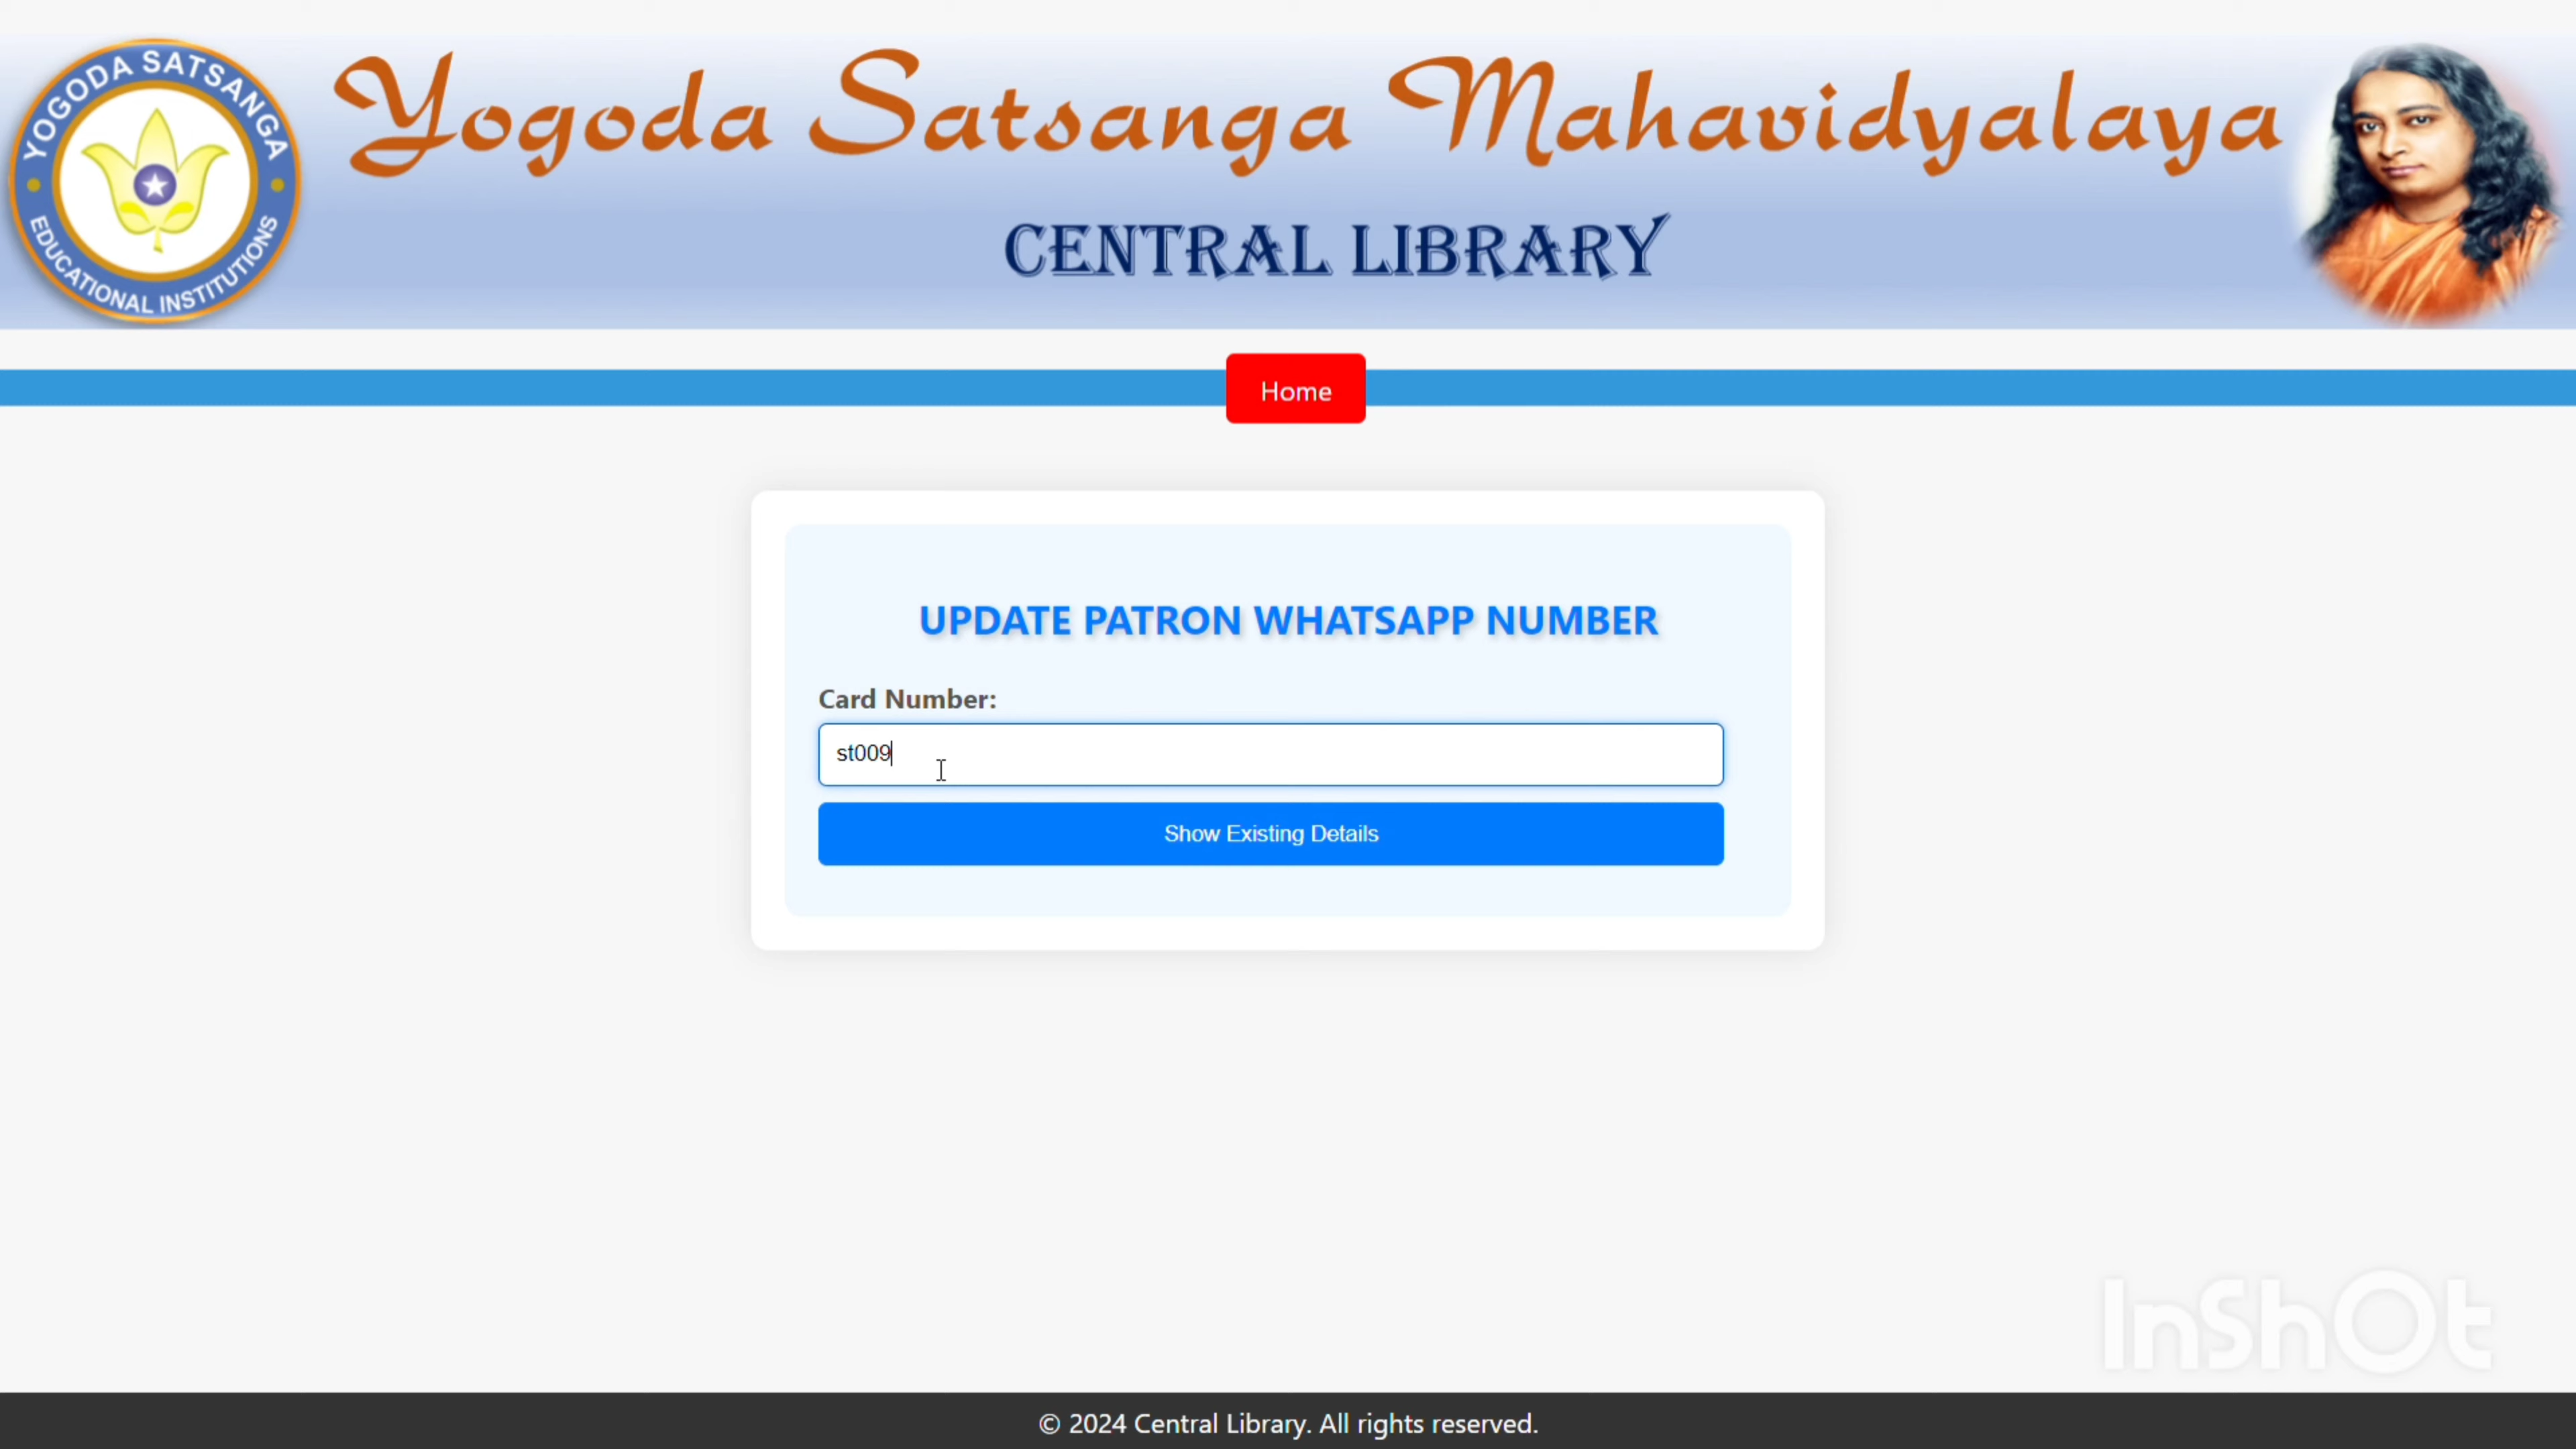 YOGODA SATSANGA
EDUCATIONAL INSTITUTIONS
Yogoda Satsanga Mahavidyalaya
CENTRAL LIBRARY
Home
UPDATE PATRON WHATSAPP NUMBER
Card Number:
st009
Show Existing Details
InShOt
© 2024 Central Library. All rights reserved.